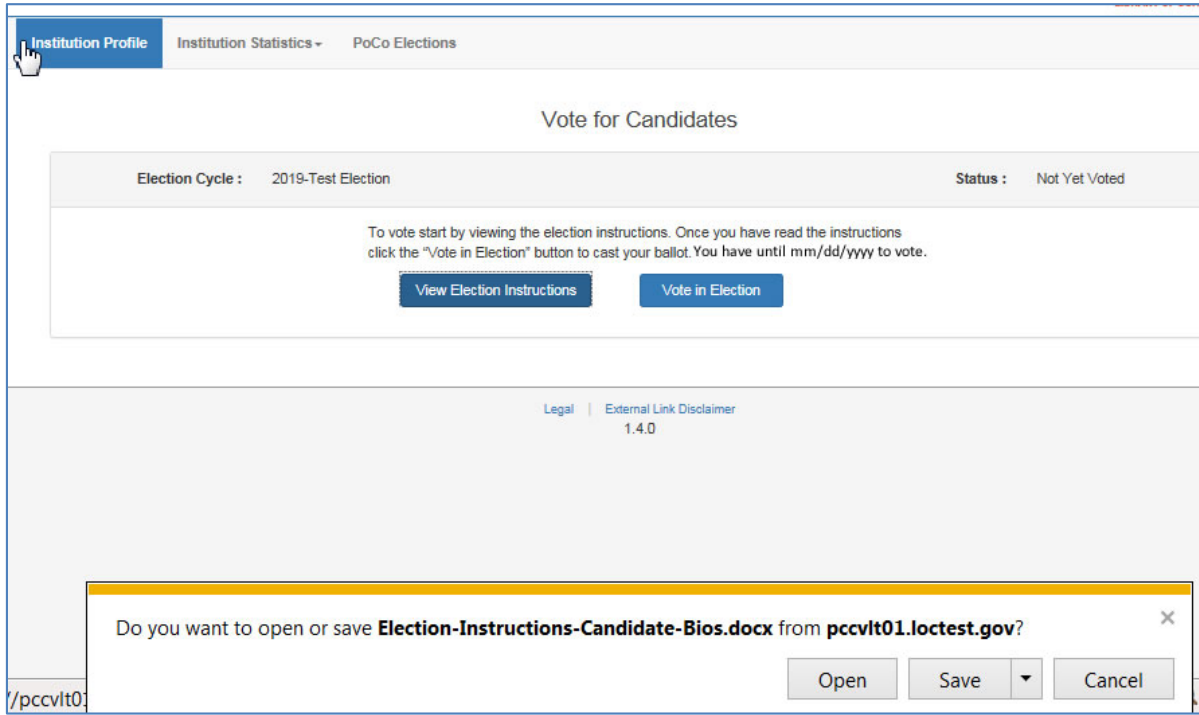 Institution Profile Institution Statistics PoCo Elections
Vote for Candidates
Election Cycle : 2019-Test Election Status : Not Yet Voted
To vote start by viewing the election instructions. Once you have read the instructions
click the "Vote in Election" button to cast your ballot. You have until mm/dd/yyyy to vote.
View Election Instructions Vote in Election
Legal | External Link Disclaimer
1.4.0
Do you want to open or save Election-Instructions-Candidate-Bios.docx from pccvlt01.loctest.gov?
Open Save Cancel
//pccvlt01